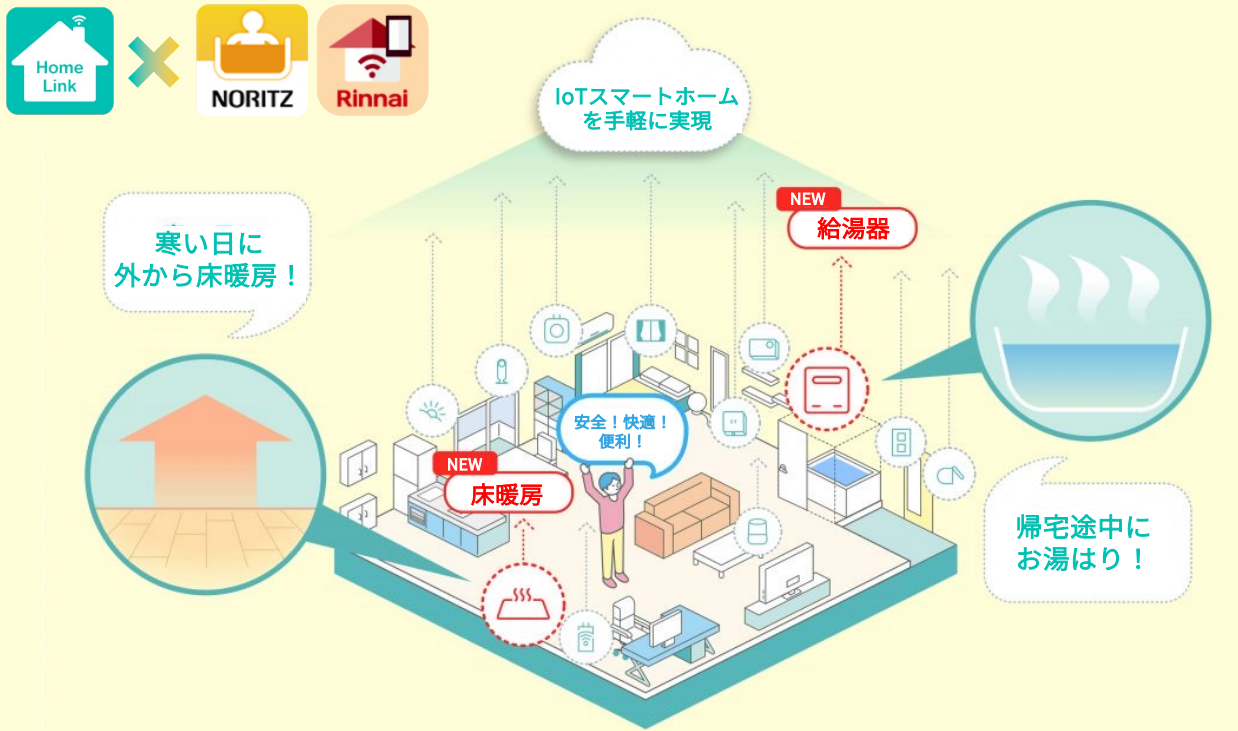 Home
Link
NORITZ
Rinnai
IoTスマートホーム
を手軽に実現
寒い日に
外から床暖房！
NEW
給湯器
安全！快適！
便利！
NEW
床暖房
帰宅途中に
お湯はり！